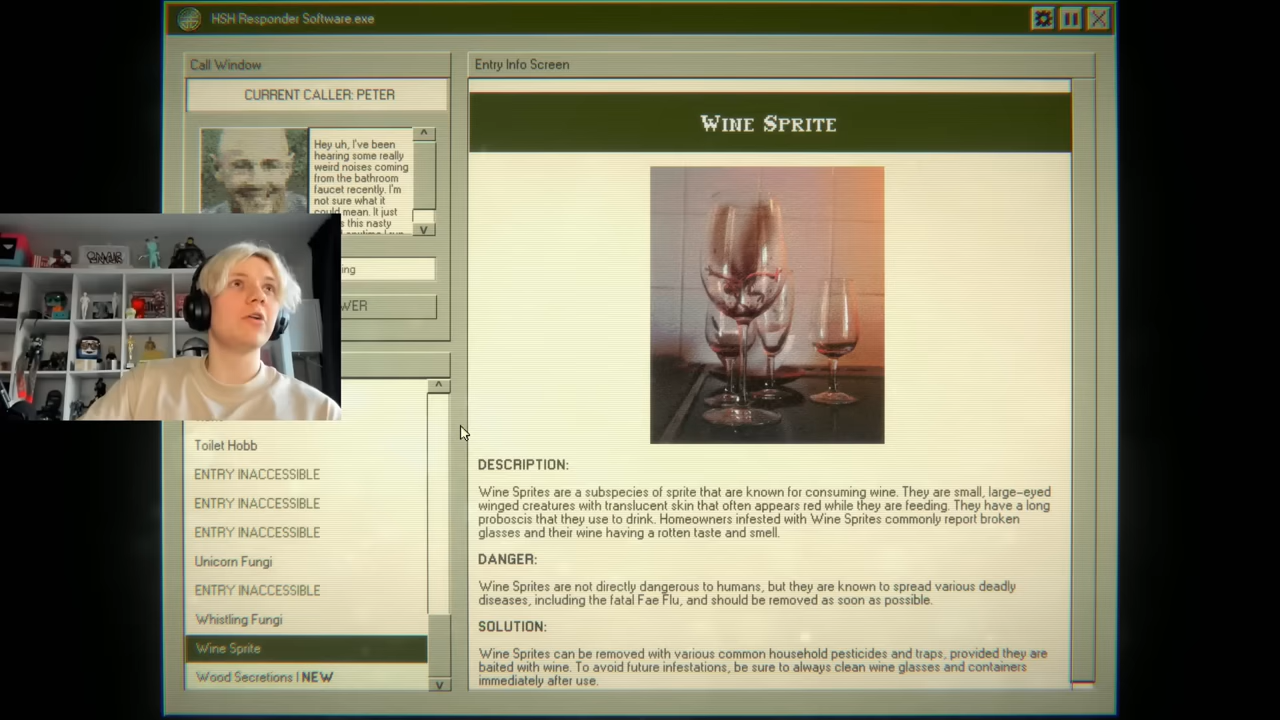 HSH Responder Software.exe
Call Window
CURRENT CALLER: PETER
Hey uh, I've been
hearing some really
weird noises coming
from the bathroom
faucet recently. I'm
not sure what it
could mean. It just
this nasty
Toilet Hobb
ENTRY INACCESSIBLE
ENTRY INACCESSIBLE
ENTRY INACCESSIBLE
Unicorn Fungi
ENTRY INACCESSIBLE
Whistling Fungi
Wine Sprite
Wood Secretions | NEW
Entry Info Screen
WINE SPRITE
DESCRIPTION:
Wine Sprites are a subspecies of sprite that are known for consuming wine. They are small, large-eyed
winged creatures with translucent skin that often appears red while they are feeding. They have a long
proboscis that they use to drink. Homeowners infested with Wine Sprites commonly report broken
glasses and their wine having a rotten taste and smell.
DANGER:
Wine Sprites are not directly dangerous to humans, but they are known to spread various deadly
diseases, including the fatal Fae Flu, and should be removed as soon as possible.
SOLUTION:
Wine Sprites can be removed with various common household pesticides and traps, provided they are
baited with wine. To avoid future infestations, be sure to always clean wine glasses and containers
immediately after use.